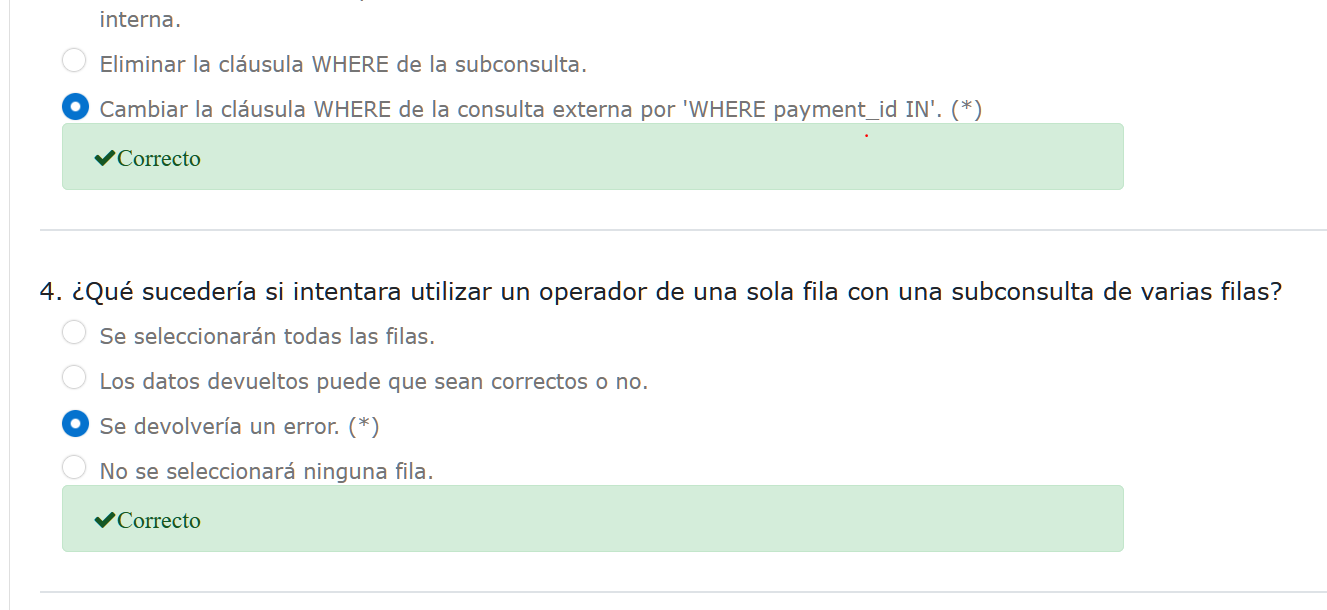 interna.
Eliminar la cláusula WHERE de la subconsulta.
Cambiar la cláusula WHERE de la consulta externa por 'WHERE payment_id IN'. (*)
✔Correcto
4. ¿Qué sucedería si intentara utilizar un operador de una sola fila con una subconsulta de varias filas?
Se seleccionarán todas las filas.
Los datos devueltos puede que sean correctos o no.
Se devolvería un error. (*)
No se seleccionará ninguna fila.
✔Correcto